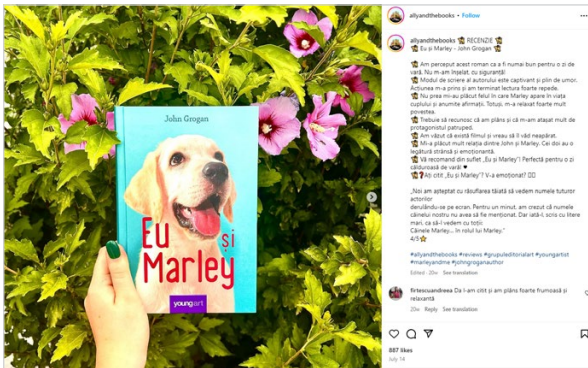 allyandthebooks • Follow
allyandthebooks RECENZIE
Eu și Marley - John Grogan
Am perceput acest roman ca a fi numai bun pentru o zi de
vară. Nu m-am înșelat, cu siguranță!
Modul de scriere al autorului este captivant și plin de umor.
Acțiunea m-a prins și am terminat lectura foarte repede.
Nu prea mi-au plăcut felul în care Marley apare în viața
cuplului și anumite afirmații. Totuși, m-a relaxat foarte mult
povestea.
Trebuie să recunosc că am plâns și că m-am atașat mult de
protagonistul patruped.
Am văzut că există filmul și vreau să îl văd neapărat.
Mi-a plăcut mult relația dintre John și Marley. Cei doi au o
legătură strânsă și emoționantă.
Vă recomand din suflet „Eu și Marley"! Perfectă pentru o zi
călduroasă de vară! ♥
❓Ați citit „Eu și Marley"? V-a emoționat?
„Noi am așteptat cu răsuflarea tăiată să vedem numele tuturor
actorilor
derulându-se pe ecran. Pentru un minut, am crezut că numele
câinelui nostru nu avea să fie menționat. Dar iată-l, scris cu litere
mari, ca să-l vedem cu toții:
Câinele Marley... în rolul lui Marley."
4/5⭐
#allyandthebooks #reviews #grupuleditorialart #youngartist
#marleyandme #johngroganauthor
Edited · 20w See translation
firtescuandreea Da l-am citit și am plâns foarte frumoasă și
relaxantă
20w Reply See translation
887 likes
July 14
John Grogan
Eu și
Marley
youngart